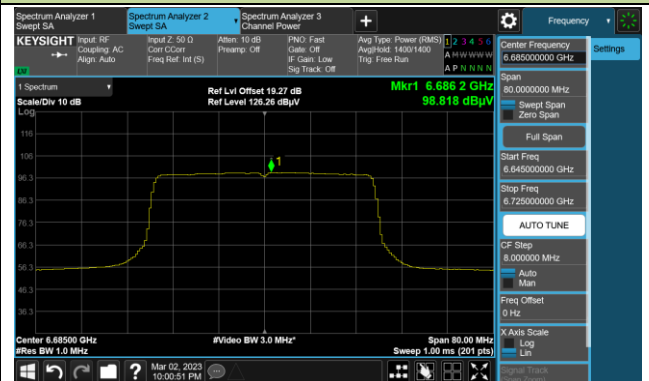 Spectrum Analyzer 1
Swept SA
Spectrum Analyzer 2
Swept SA
Spectrum Analyzer 3
Channel Power
Frequency
KEYSIGHT
Input: RF
Coupling: AC
Align: Auto
Input Z: 50 Ω
Corr CCorr
Freq Ref: Int (S)
Atten: 10 dB
Preamp: Off
PNO: Fast
Gate: Off
IF Gain: Low
Sig Track: Off
Avg Type: Power (RMS)
Avg|Hold: 1400/1400
Trig: Free Run
1 2 3 4 5 6
A W W W W W
A P N N N N
1 Spectrum
Scale/Div 10 dB
Log
Ref Lvl Offset 19.27 dB
Ref Level 126.26 dBµV
Mkr1 6.686 2 GHz
98.818 dBµV
116
106
96.3
86.3
76.3
66.3
56.3
46.3
36.3
1
Center 6.68500 GHz
#Res BW 1.0 MHz
#Video BW 3.0 MHz*
Span 80.00 MHz
Sweep 1.00 ms (201 pts)
Center Frequency
6.685000000 GHz
Settings
Span
80.0000000 MHz
Swept Span
Zero Span
Full Span
Start Freq
6.645000000 GHz
Stop Freq
6.725000000 GHz
AUTO TUNE
CF Step
8.000000 MHz
Auto
Man
Freq Offset
0 Hz
X Axis Scale
Log
Lin
Signal Track
(Span Zoom)
Mar 02, 2023
10:00:51 PM